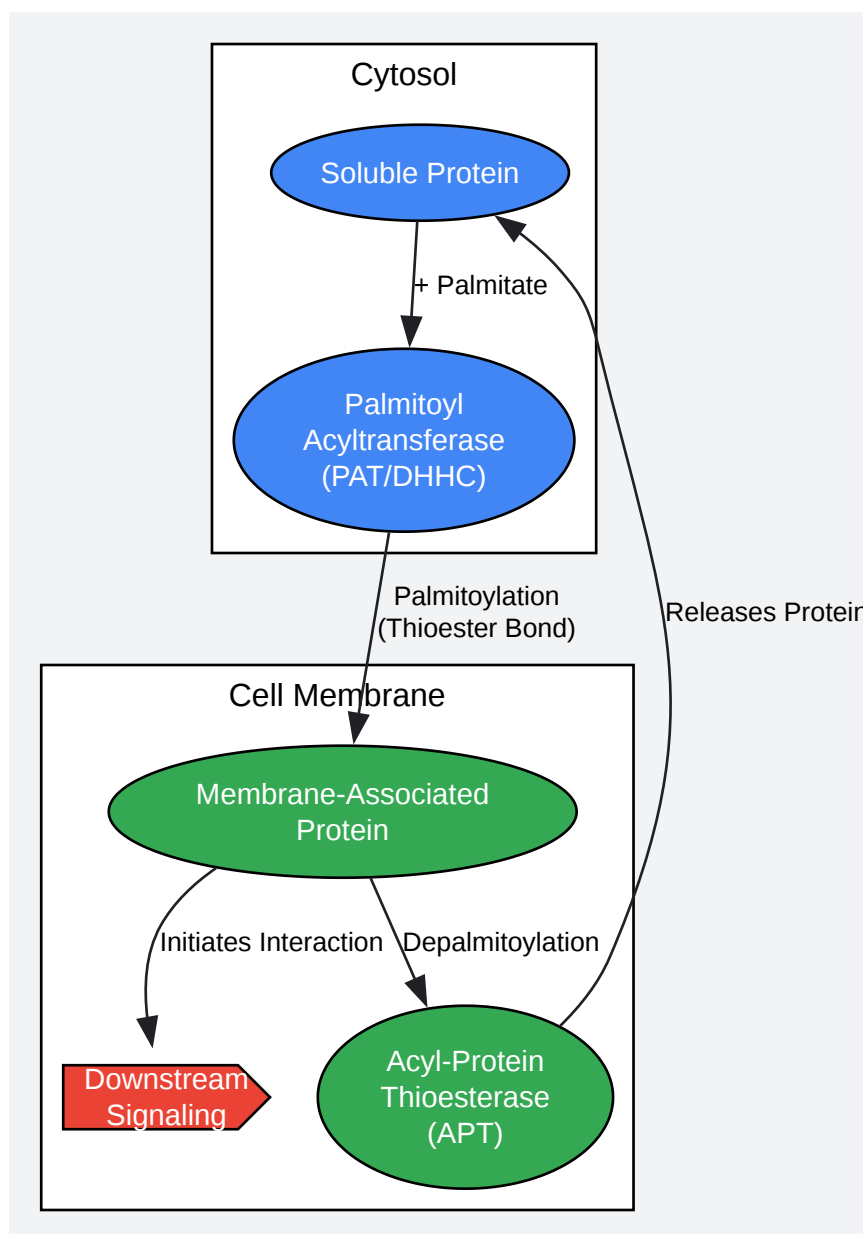 Cytosol
Soluble Protein
+ Palmitate
Palmitoyl
Acyltransferase
(PAT/DHHC)
Palmitoylation
(Thioester Bond)
Releases Protein
Cell Membrane
Membrane-Associated
Protein
Initiates Interaction
Depalmitoylation
Downstream
Signaling
Acyl-Protein
Thioesterase
(APT)